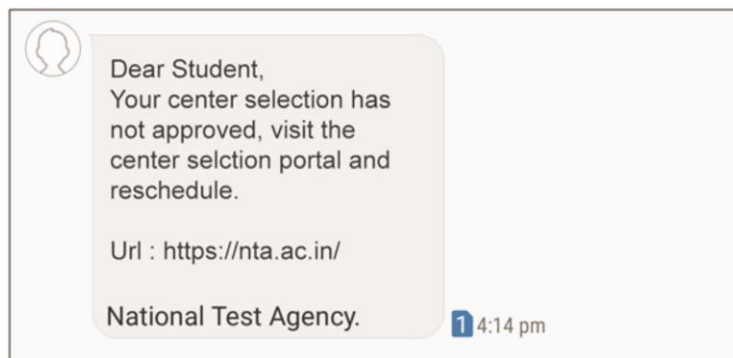 Dear Student,
Your center selection has
not approved, visit the
center selction portal and
reschedule.
Url : https://nta.ac.in/
National Test Agency.
1 4:14 pm